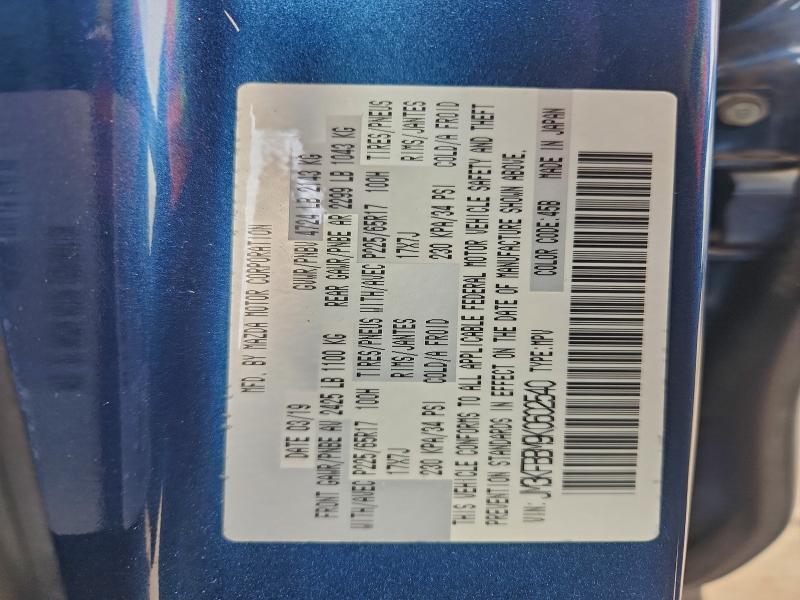 MFD. BY MAZDA MOTOR CORPORATION
DATE 03/19 GVWR/PNBV 4724 LB 2143 KG
FRONT GAWR/PNBE AV 2425 LB 1100 KG REAR GAWR/PNBE AR 2299 LB 1043 KG
WITH/AVEC P225/65R17 100H TIRES/PNEUS WITH/AVEC P225/65R17 100H TIRES/PNEUS
17X7J RIMS/JANTES 17X7J RIMS/JANTES
230 KPA/34 PSI COLD/A FROID 230 KPA/34 PSI COLD/A FROID
THIS VEHICLE CONFORMS TO ALL APPLICABLE FEDERAL MOTOR VEHICLE SAFETY AND THEFT
PREVENTION STANDARDS IN EFFECT ON THE DATE OF MANUFACTURE SHOWN ABOVE.
VIN: JM3KFBBM9K0602540 TYPE:MPV COLOR CODE:45B MADE IN JAPAN